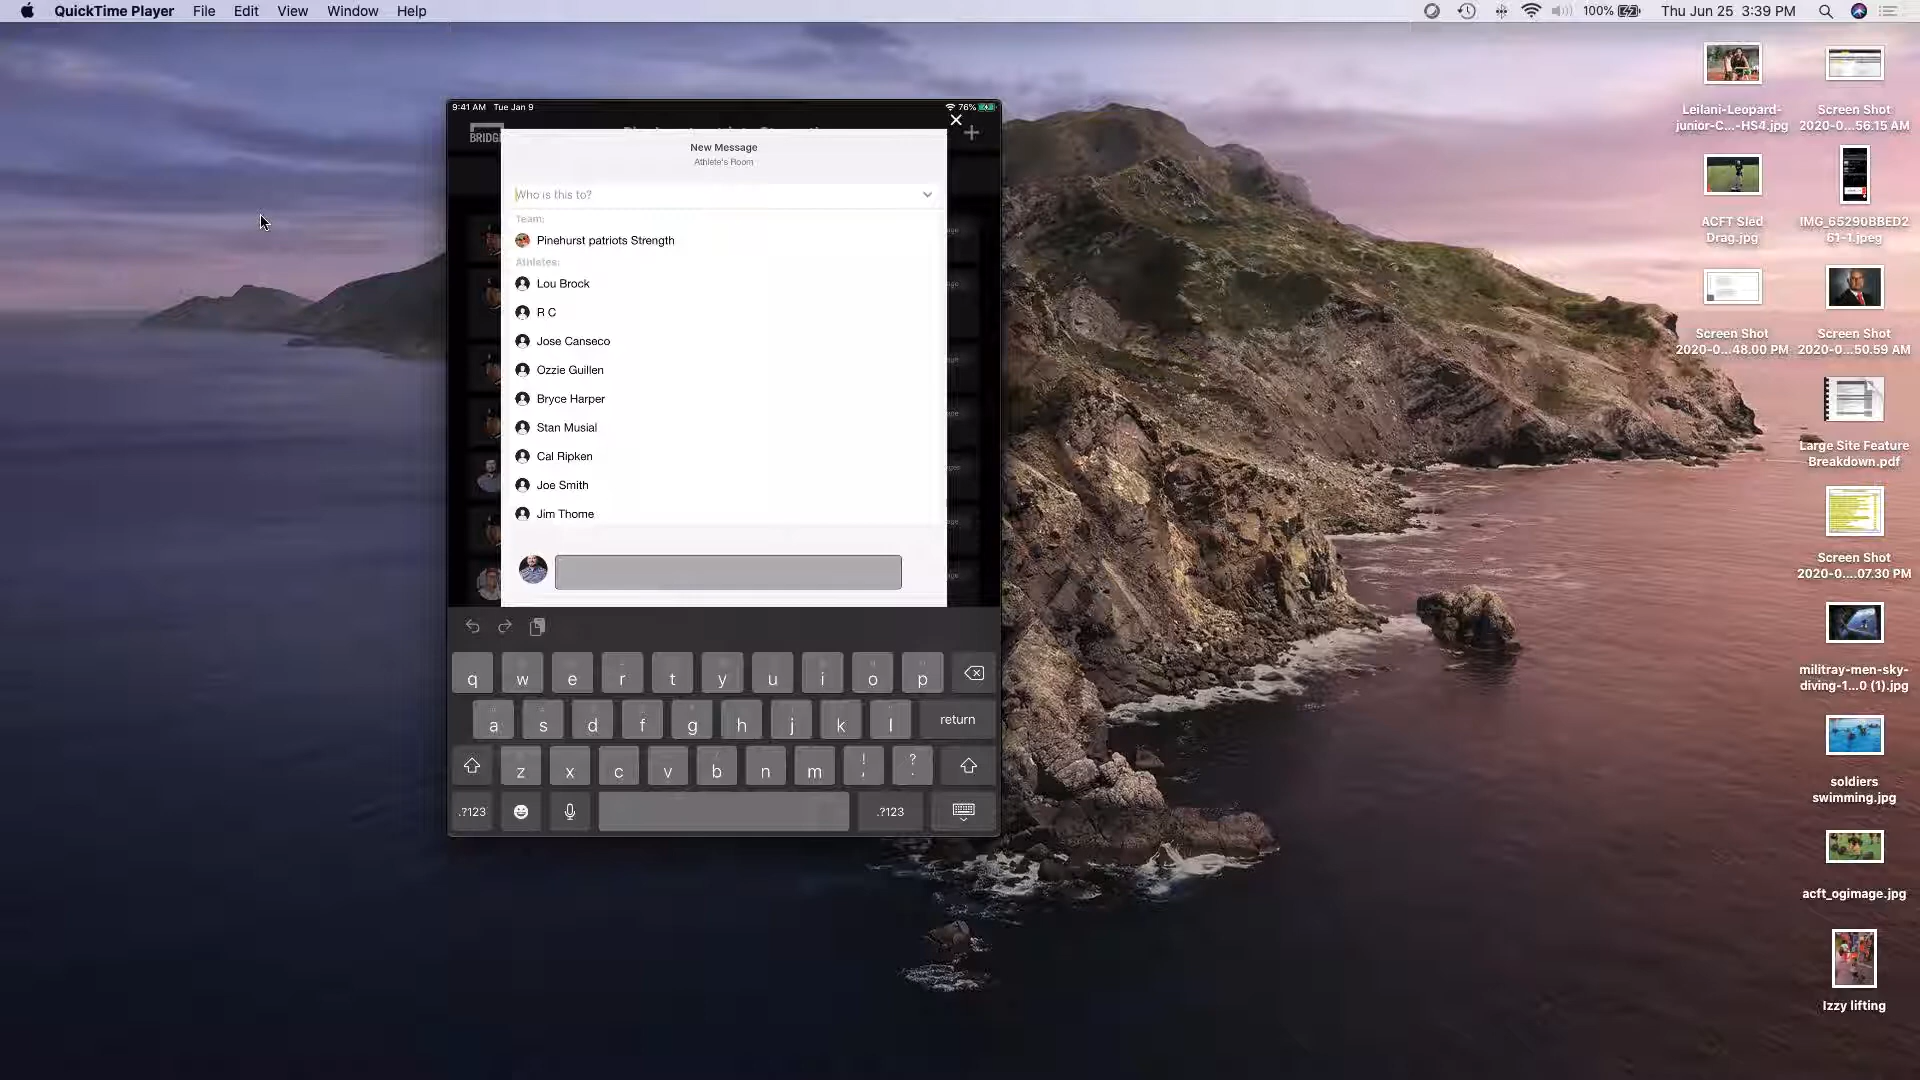 QuickTime Player File Edit View Window Help
100% Thu Jun 25 3:39 PM
9:41 AM Tue Jan 9
76%
BRIDGE
New Message
Athlete's Room
Who is this to?
Team:
Pinehurst patriots Strength
Athletes:
Lou Brock
R C
Jose Canseco
Ozzie Guillen
Bryce Harper
Stan Musial
Cal Ripken
Joe Smith
Jim Thome
q w e r t y u i o p
a s d f g h j k l return
z x c v b n m ! , ? .
.?123 .?123
Leilani-Leopard-
junior-C...-HS4.jpg
Screen Shot
2020-0...56.15 AM
ACFT Sled
Drag.jpg
IMG_65290BBED2
61-1.jpeg
Screen Shot
2020-0...48.00 PM
Screen Shot
2020-0...50.59 AM
Large Site Feature
Breakdown.pdf
Screen Shot
2020-0....07.30 PM
militray-men-sky-
diving-1...0 (1).jpg
soldiers
swimming.jpg
acft_ogimage.jpg
Izzy lifting